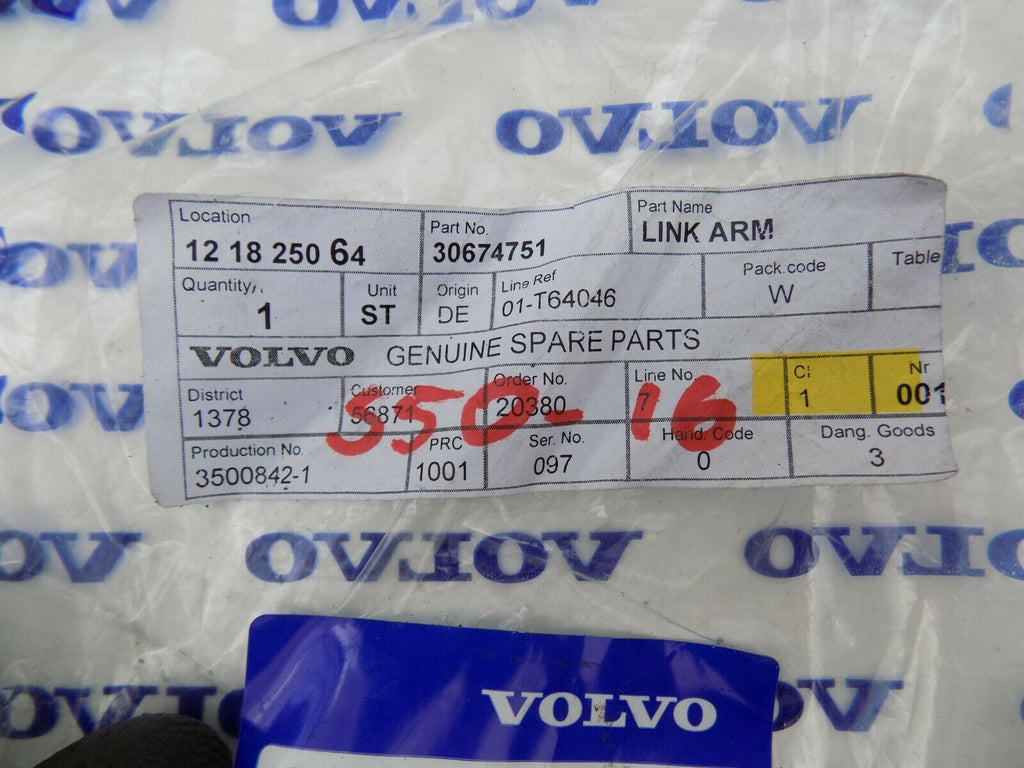 VOLVO VOLVO
VOLVO VOLVO
Location
12 18 250 64
Part No.
30674751
Part Name
LINK ARM
Quantity
1
Unit
ST
Origin
DE
Line Ref
01-T64046
Pack.code
W
Table
VOLVO GENUINE SPARE PARTS
District
1378
Customer
56871
Order No.
20380
Line No.
7
Ci
1
Nr
001
550-16
Production No.
3500842-1
PRC
1001
Ser. No.
097
Hand. Code
0
Dang. Goods
3
VOLVO VOLVO
VOLVO